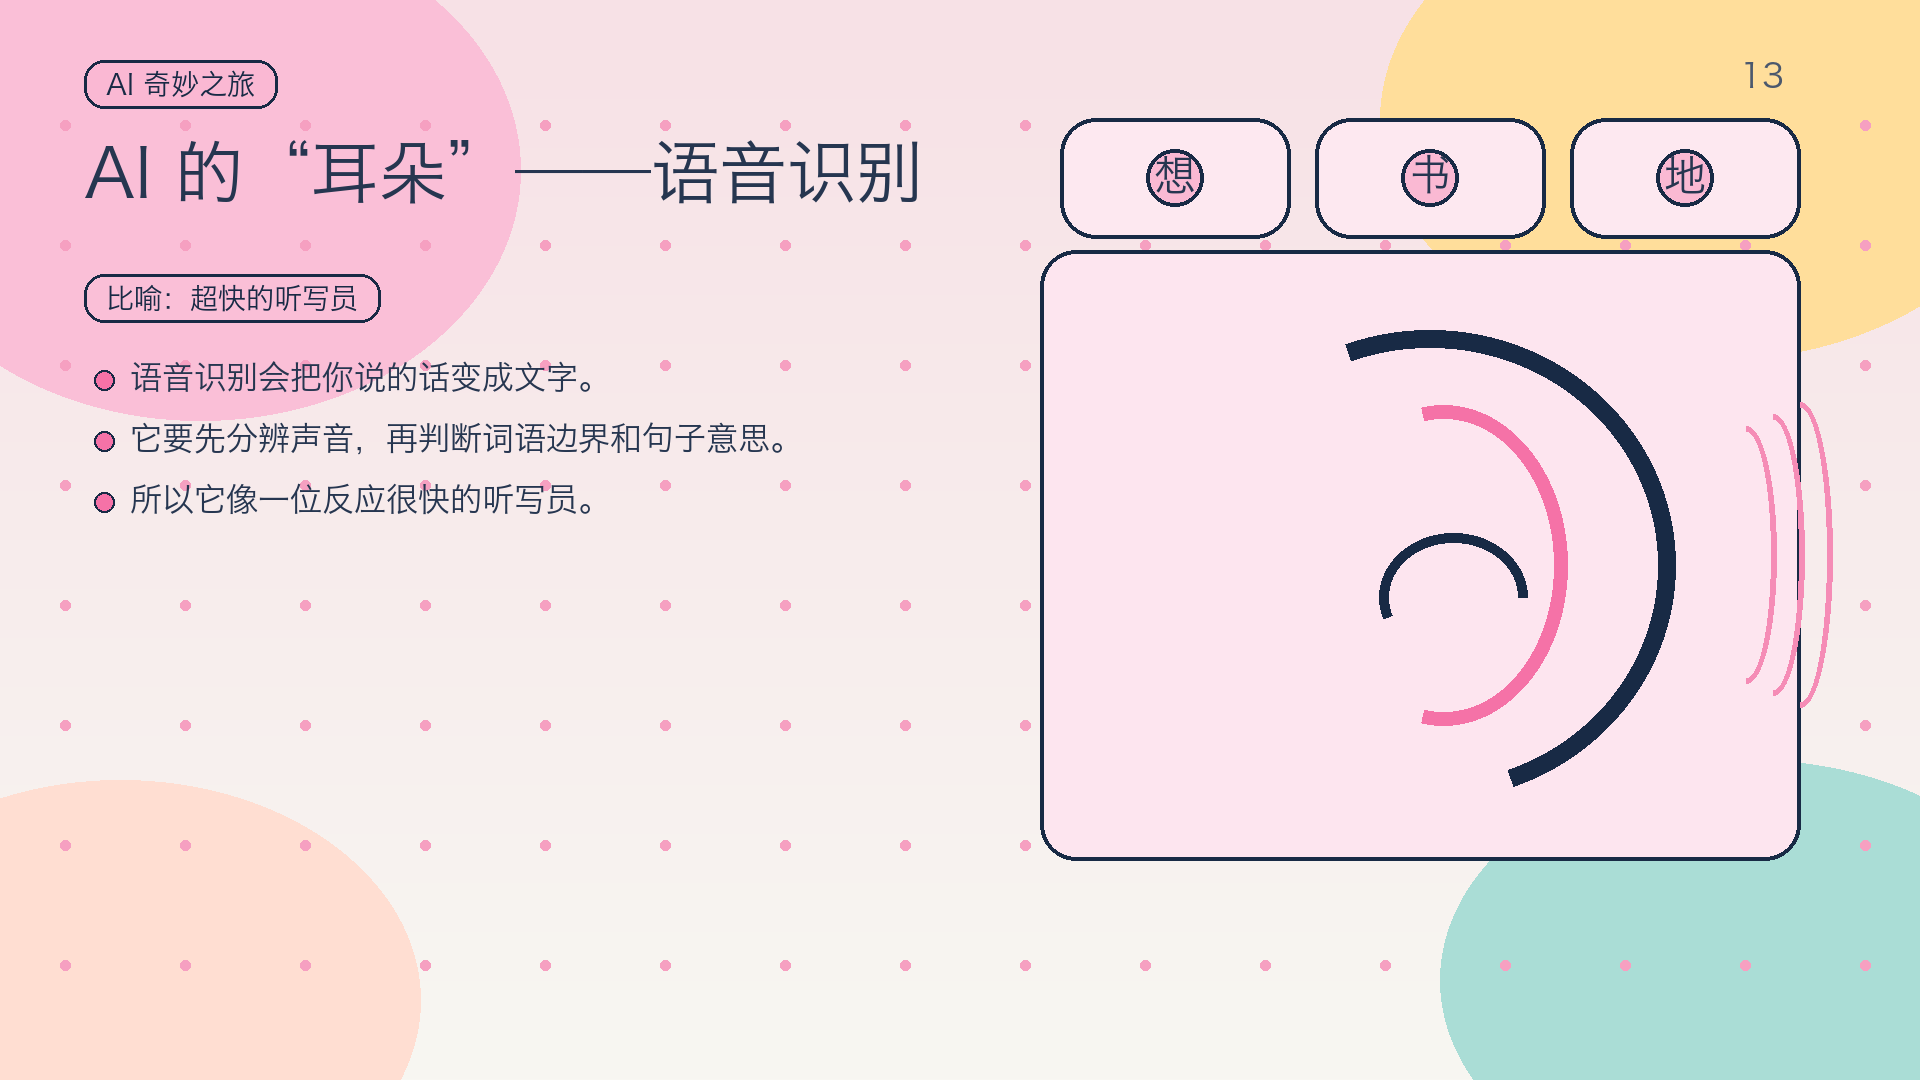 AI 奇妙之旅
13
AI 的“耳朵”——语音识别
想
书
地
比喻：超快的听写员
语音识别会把你说的话变成文字。
它要先分辨声音，再判断词语边界和句子意思。
所以它像一位反应很快的听写员。